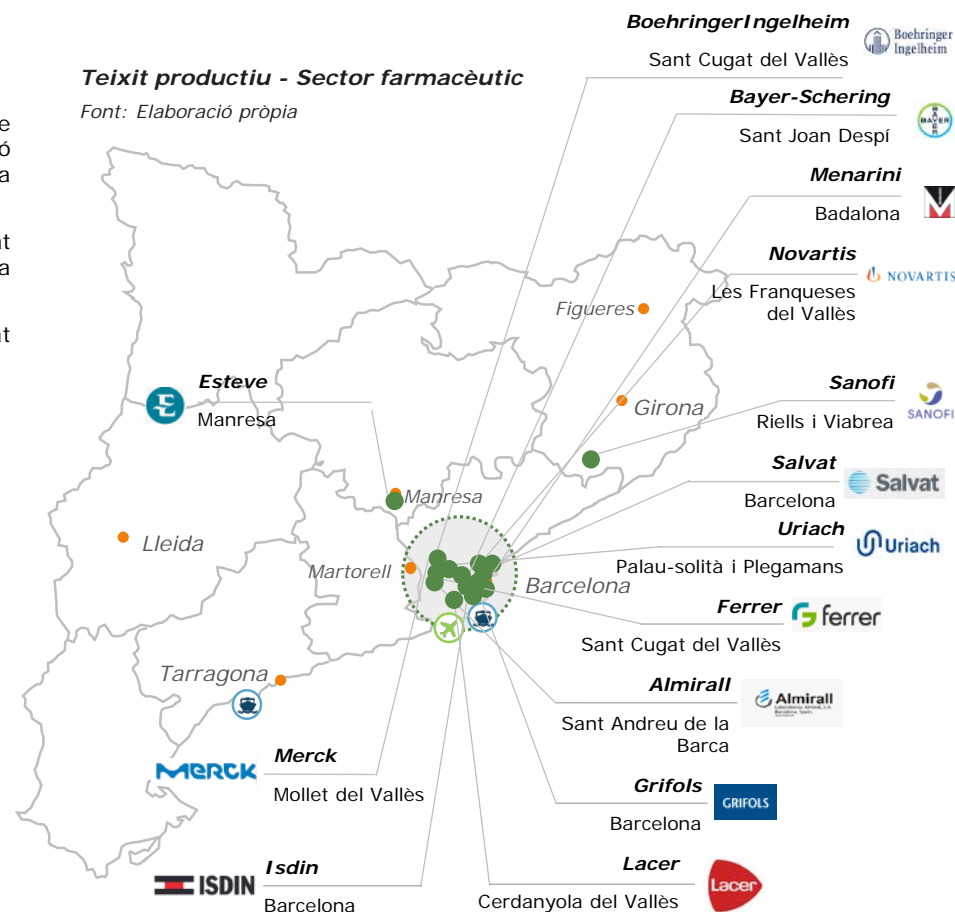 Teixit productiu - Sector farmacèutic
Font: Elaboració pròpia
e
ó
a
nt
a
nt
BoehringerIngelheim
Sant Cugat del Vallès
Boehringer
Ingelheim
Bayer-Schering
Sant Joan Despí
BAYER
BAYER
Menarini
Badalona
M
Novartis
Les Franqueses
del Vallès
NOVARTIS
Figueres
Esteve
Manresa
E
Girona
Sanofi
Riells i Viabrea
SANOFI
Salvat
Barcelona
Salvat
Manresa
Lleida
Martorell
Barcelona
Uriach
Palau-solità i Plegamans
Uriach
Ferrer
Sant Cugat del Vallès
ferrer
Tarragona
Almirall
Sant Andreu de la
Barca
Almirall
Merck
Mollet del Vallès
MERCK
Grifols
Barcelona
GRIFOLS
Isdin
Barcelona
ISDIN
Lacer
Cerdanyola del Vallès
Lacer